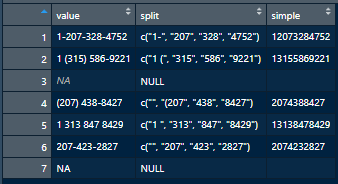 value split simple
1 1-207-328-4752 c("1-", "207", "328", "4752") 12073284752
2 1 (315) 586-9221 c("1 (", "315", "586", "9221") 13155869221
3 NA NULL
4 (207) 438-8427 c("", "(207", "438", "8427") 2074388427
5 1 313 847 8429 c("1 ", "313", "847", "8429") 13138478429
6 207-423-2827 c("", "207", "423", "2827") 2074232827
7 NA NULL